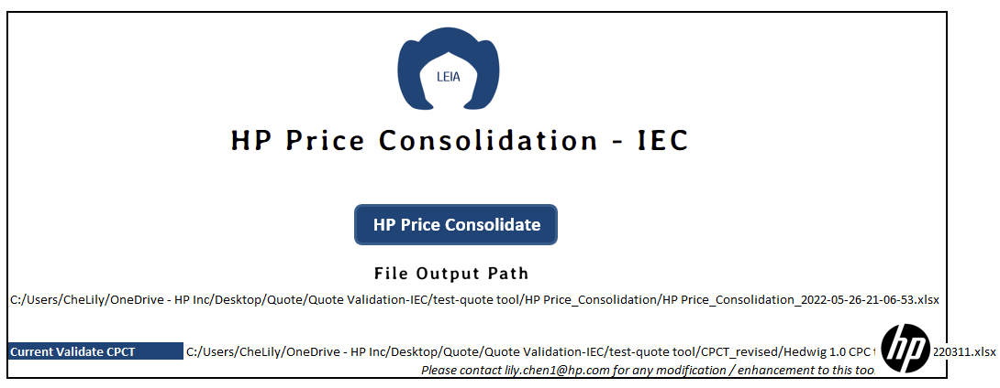 LEIA
HP Price Consolidation - IEC
HP Price Consolidate
File Output Path
C:/Users/CheLily/OneDrive - HP Inc/Desktop/Quote/Quote Validation-IEC/test-quote tool/HP Price_Consolidation/HP Price_Consolidation_2022-05-26-21-06-53.xlsx
Current Validate CPCT C:/Users/CheLily/OneDrive - HP Inc/Desktop/Quote/Quote Validation-IEC/test-quote tool/CPCT_revised/Hedwig 1.0 CPC hp 220311.xlsx
Please contact lily.chen1@hp.com for any modification / enhancement to this too